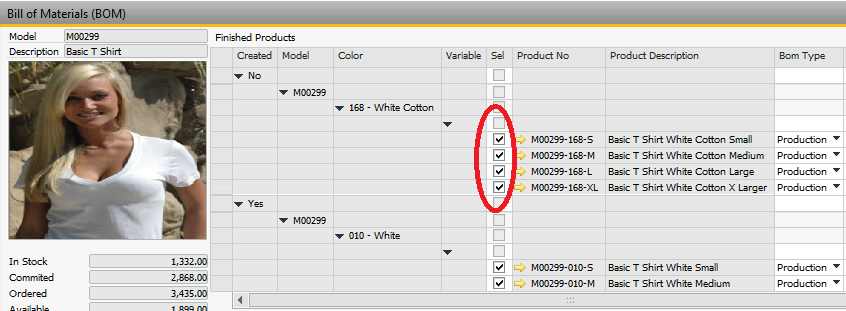 Bill of Materials (BOM)
Model M00299
Description Basic T Shirt
Finished Products
Created Model Color Variable Sel Product No Product Description Bom Type
No
M00299
168 - White Cotton
M00299-168-S Basic T Shirt White Cotton Small Production
M00299-168-M Basic T Shirt White Cotton Medium Production
M00299-168-L Basic T Shirt White Cotton Large Production
M00299-168-XL Basic T Shirt White Cotton X Larger Production
Yes
M00299
010 - White
M00299-010-S Basic T Shirt White Small Production
M00299-010-M Basic T Shirt White Medium Production
In Stock 1,332.00
Commited 2,868.00
Ordered 3,435.00
Available 1,899.00